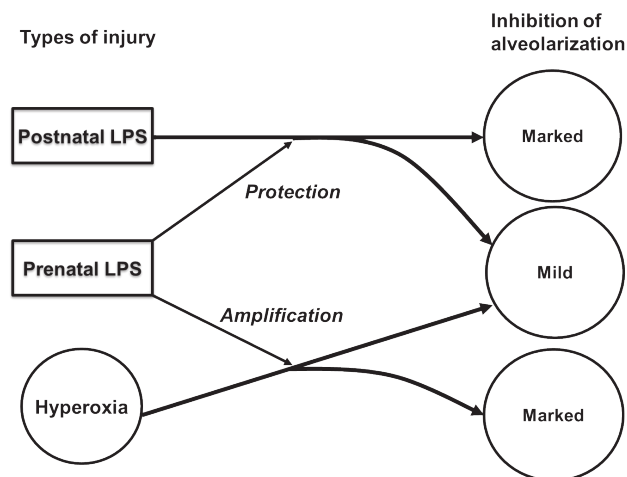 Types of injury
Inhibition of
alveolarization
Postnatal LPS
Marked
Protection
Prenatal LPS
Mild
Amplification
Hyperoxia
Marked